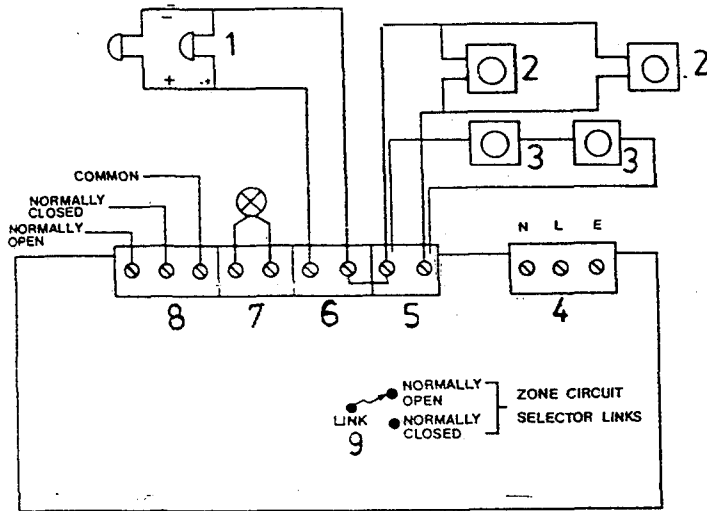 1
2
. 2
+
3
3
COMMON
NORMALLY
CLOSED
NORMALLY
OPEN
N L E
8
7
6
5
4
NORMALLY
OPEN
LINK
9
NORMALLY
CLOSED
ZONE CIRCUIT
SELECTOR LINKS